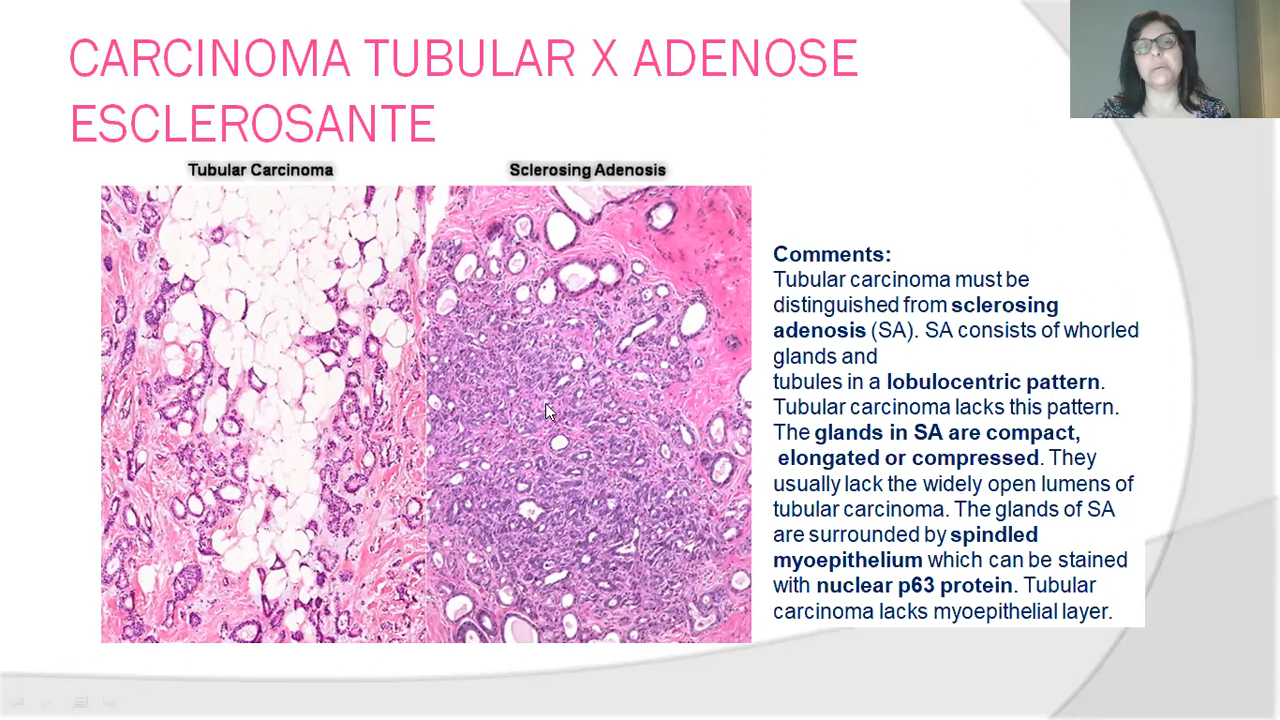 CARCINOMA TUBULAR X ADENOSE
ESCLEROSANTE
Tubular Carcinoma
Sclerosing Adenosis
Comments:
Tubular carcinoma must be
distinguished from sclerosing
adenosis (SA). SA consists of whorled
glands and
tubules in a lobulocentric pattern.
Tubular carcinoma lacks this pattern.
The glands in SA are compact,
elongated or compressed. They
usually lack the widely open lumens of
tubular carcinoma. The glands of SA
are surrounded by spindled
myoepithelium which can be stained
with nuclear p63 protein. Tubular
carcinoma lacks myoepithelial layer.